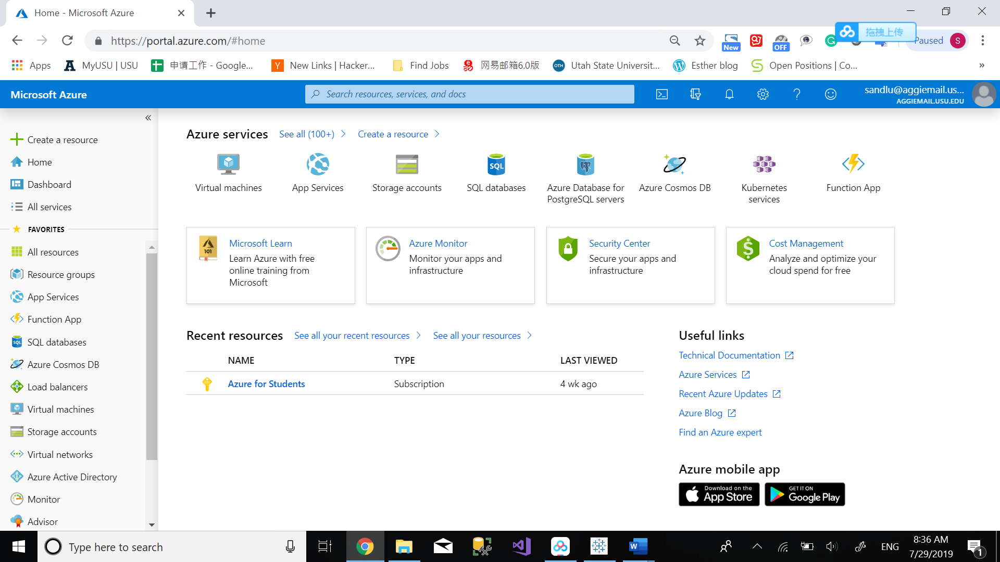 Home - Microsoft Azure
https://portal.azure.com/#home
New
OFF
拖拽上传
Paused
S
Apps
MyUSU | USU
申请工作 - Google...
New Links | Hacker...
Find Jobs
网易邮箱6.0版
OTH
Utah State Universit...
Esther blog
Open Positions | Co...
»
Microsoft Azure
Search resources, services, and docs
sandlu@aggiemail.us...
AGGIEMAIL.USU.EDU
Create a resource
Home
Dashboard
All services
FAVORITES
All resources
Resource groups
App Services
Function App
SQL databases
Azure Cosmos DB
Load balancers
Virtual machines
Storage accounts
Virtual networks
Azure Active Directory
Monitor
Advisor
Azure services
See all (100+)
Create a resource
Virtual machines
App Services
Storage accounts
SQL
SQL databases
Azure Database for
PostgreSQL servers
Azure Cosmos DB
Kubernetes
services
Function App
101
Microsoft Learn
Learn Azure with free
online training from
Microsoft
Azure Monitor
Monitor your apps and
infrastructure
Security Center
Secure your apps and
infrastructure
Cost Management
Analyze and optimize your
cloud spend for free
Recent resources
See all your recent resources
See all your resources
NAME TYPE LAST VIEWED
Azure for Students Subscription 4 wk ago
Useful links
Technical Documentation
Azure Services
Recent Azure Updates
Azure Blog
Find an Azure expert
Azure mobile app
Download on the
App Store
GET IT ON
Google Play
Type here to search
ENG
8:36 AM
7/29/2019
1